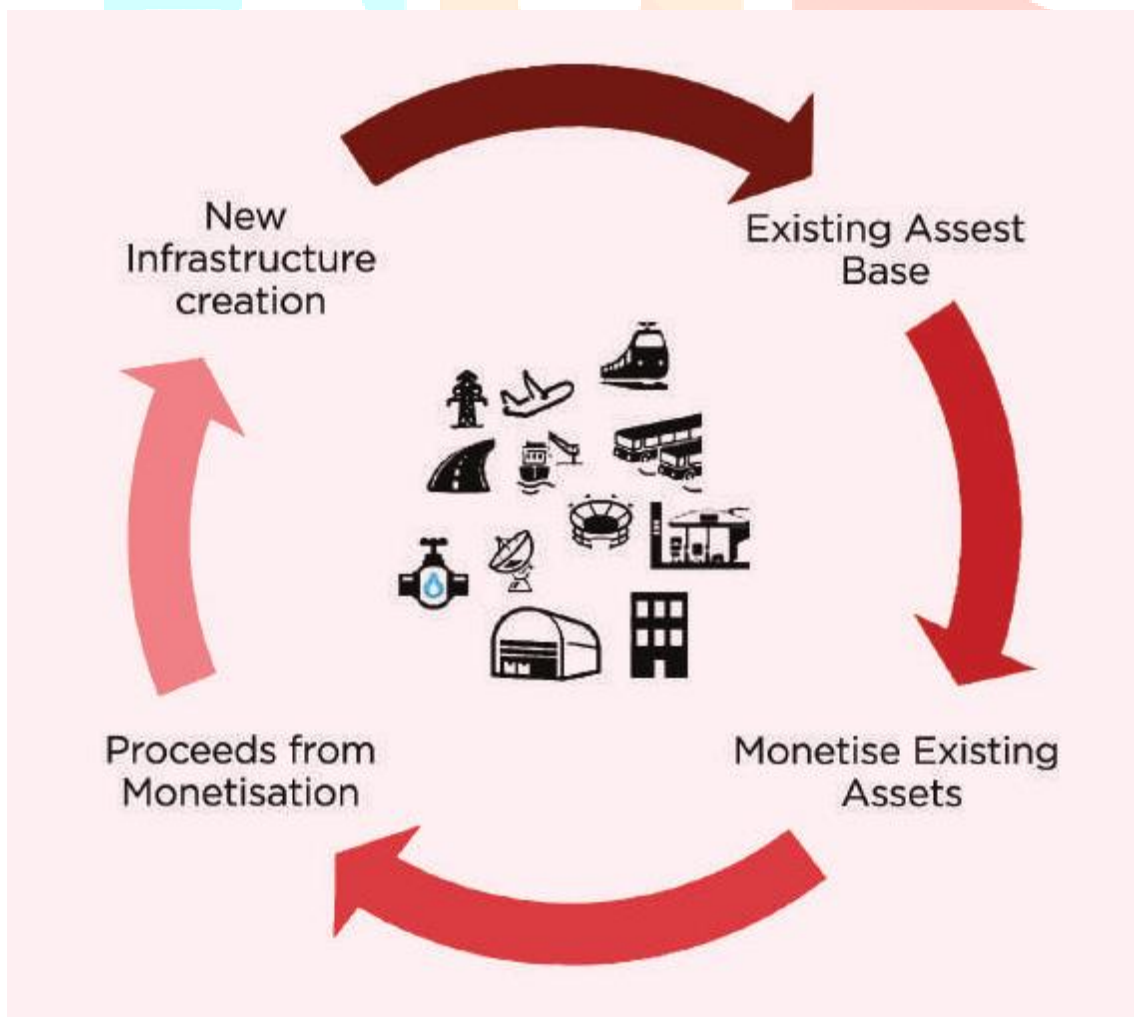 New
Infrastructure
creation
Existing Assest
Base
Monetise Existing
Assets
Proceeds from
Monetisation